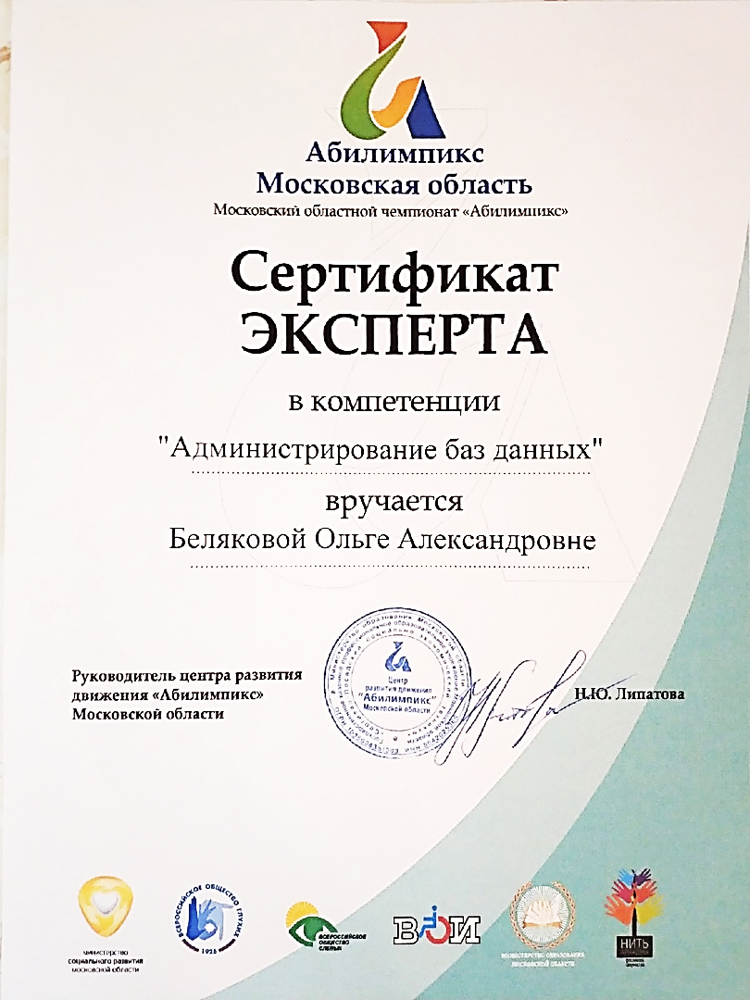 Абилимпикс
Московская область
Московский областной чемпионат «Абилимпикс»
Сертификат
ЭКСПЕРТА
в компетенции
"Администрирование баз данных"
вручается
Беляковой Ольге Александровне
Руководитель центра развития
движения «Абилимпикс»
Московской области
Центр
развития движения
"Абилимпикс"
Московской области
Н.Ю. Липатова
министерство
социального развития
московской области
ВСЕРОССИЙСКОЕ ОБЩЕСТВО ГЛУХИХ
1926
ВСЕРОССИЙСКОЕ
ОБЩЕСТВО
СЛЕПЫХ
ВОИ
МИНИСТЕРСТВО ОБРАЗОВАНИЯ
МОСКОВСКОЙ ОБЛАСТИ
НИТЬ